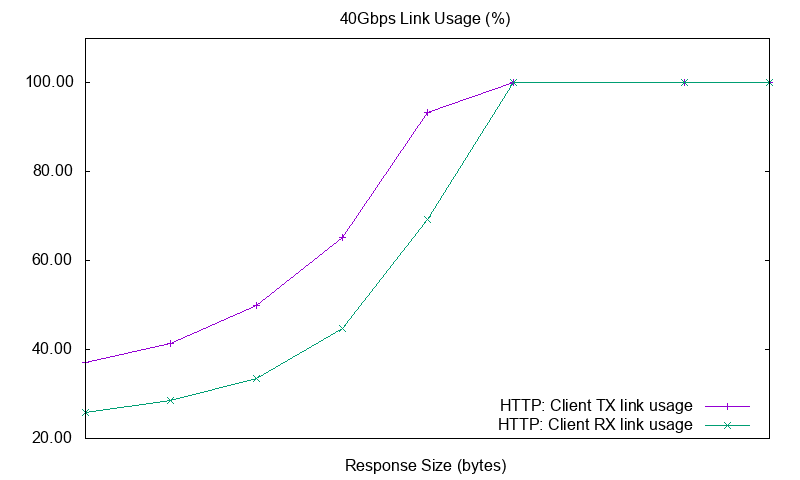 40Gbps Link Usage (%)
100.00
80.00
60.00
40.00
20.00
HTTP: Client TX link usage
HTTP: Client RX link usage
Response Size (bytes)